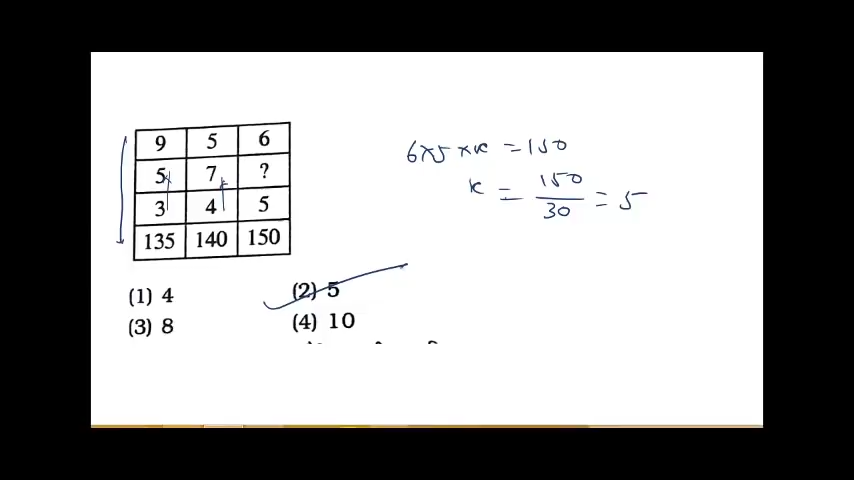 9 5 6
5 7 ?
3 4 5
135 140 150
6×5×x = 150
x = 150/30 = 5
(1) 4 (2) 5
(3) 8 (4) 10